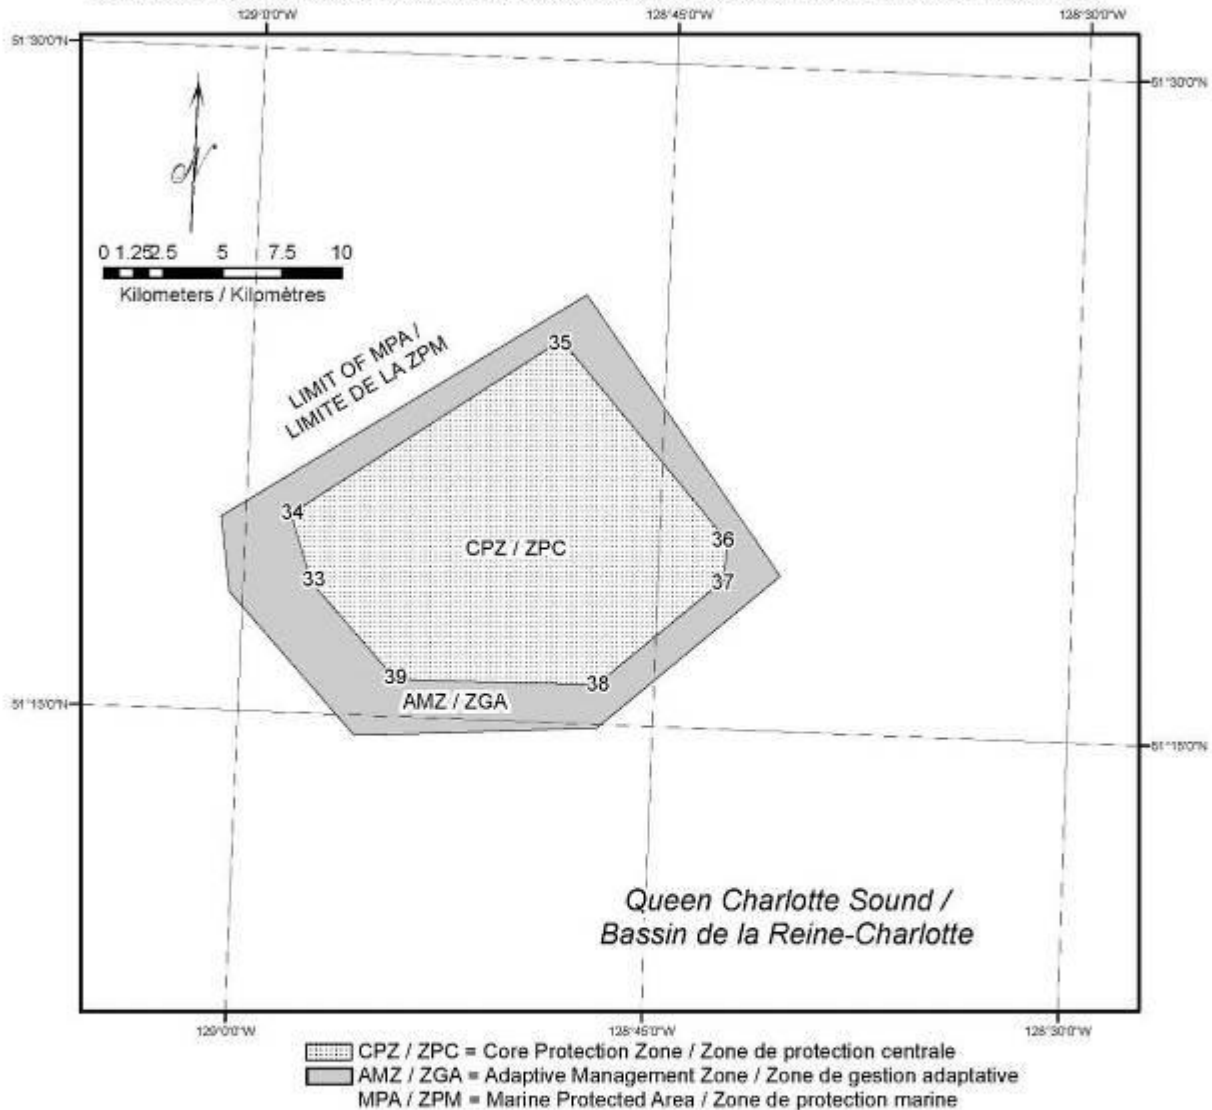 129°0'0"W 128°45'0"W 128°30'0"W
51°30'0"N
51°30'0"N
0 1.25 2.5 5 7.5 10
Kilometers / Kilomètres
LIMIT OF MPA /
LIMITE DE LA ZPM
35
34
36
CPZ / ZPC
33
37
39
38
AMZ / ZGA
51°15'0"N
51°15'0"N
Queen Charlotte Sound /
Bassin de la Reine-Charlotte
129°0'0"W 128°45'0"W 128°30'0"W
CPZ / ZPC = Core Protection Zone / Zone de protection centrale
AMZ / ZGA = Adaptive Management Zone / Zone de gestion adaptative
MPA / ZPM = Marine Protected Area / Zone de protection marine